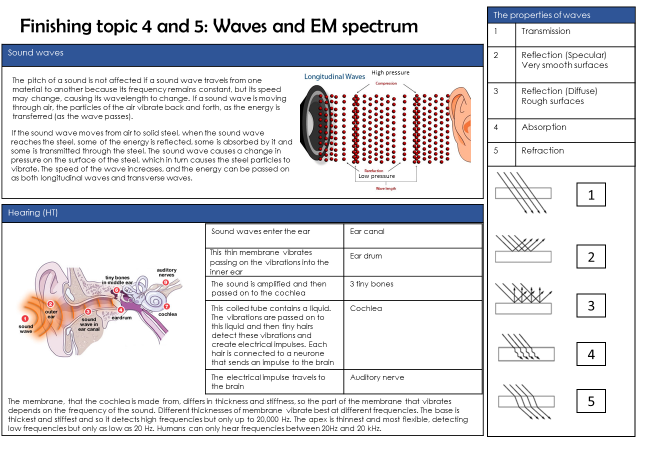 Finishing topic 4 and 5: Waves and EM spectrum
Sound waves
The pitch of a sound is not affected if a sound wave travels from one
material to another because its frequency remains constant, but its speed
may change, causing its wavelength to change. If a sound wave is moving
through air, the particles of the air vibrate back and forth, as the energy is
transferred (as the wave passes).
If the sound wave moves from air to solid steel, when the sound wave
reaches the steel, some of the energy is reflected, some is absorbed by it and
some is transmitted through the steel. The sound wave causes a change in
pressure on the surface of the steel, which in turn causes the steel particles to
vibrate. The speed of the wave increases, and the energy can be passed on
as both longitudinal waves and transverse waves.
Longitudinal Waves
High pressure
Compression
Rarefaction
Low pressure
Wave length
Hearing (HT)
1 sound wave
2 outer ear
3 sound wave in ear canal
4 eardrum
5 tiny bones in middle ear
6 auditory nerves
7 cochlea
Sound waves enter the ear Ear canal
This thin membrane vibrates
passing on the vibrations into the
inner ear
Ear drum
The sound is amplified and then
passed on to the cochlea
3 tiny bones
This coiled tube contains a liquid.
The vibrations are passed on to
this liquid and then tiny hairs
detect these vibrations and
create electrical impulses. Each
hair is connected to a neurone
that sends an impulse to the brain
Cochlea
The electrical impulse travels to
the brain
Auditory nerve
The membrane, that the cochlea is made from, differs in thickness and stiffness, so the part of the membrane that vibrates
depends on the frequency of the sound. Different thicknesses of membrane vibrate best at different frequencies. The base is
thickest and stiffest and so it detects high frequencies but only up to 20,000 Hz. The apex is thinnest and most flexible, detecting
low frequencies but only as low as 20 Hz. Humans can only hear frequencies between 20Hz and 20 kHz.
The properties of waves
1 Transmission
2 Reflection (Specular)
Very smooth surfaces
3 Reflection (Diffuse)
Rough surfaces
4 Absorption
5 Refraction
1
2
3
4
5